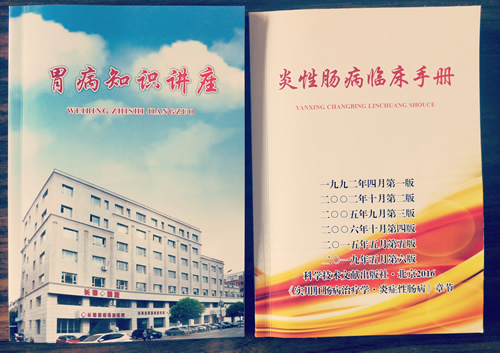 胃病知识讲座
WEIBING ZHISHI JIANGZUO
炎性肠病临床手册
YANXING CHANGBING LINCHUANG SHOUCE
一九九二年四月第一版
二〇〇二年十月第二版
二〇〇五年九月第三版
二〇〇六年十月第四版
二〇一五年五月第五版
二〇一九年五月第六版
科学技术文献出版社·北京2016
《实用肛肠病治疗学·炎症性肠病》章节